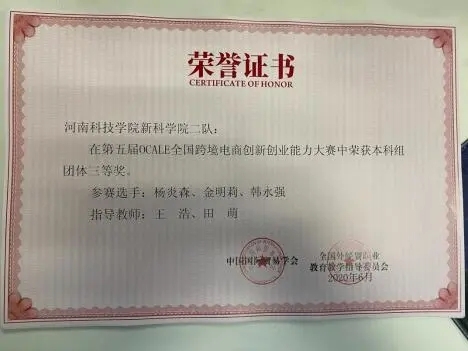 荣誉证书
CERTIFICATE OF HONOR
河南科技学院新科学院二队：
在第五届OCALE全国跨境电商创新创业能力大赛中荣获本科组
团体三等奖。
参赛选手：杨炎森、金明莉、韩永强
指导教师：王 浩、田 萌
中国国际贸易学会
全国外经贸职业
教育教学指导委员会
2020年6月